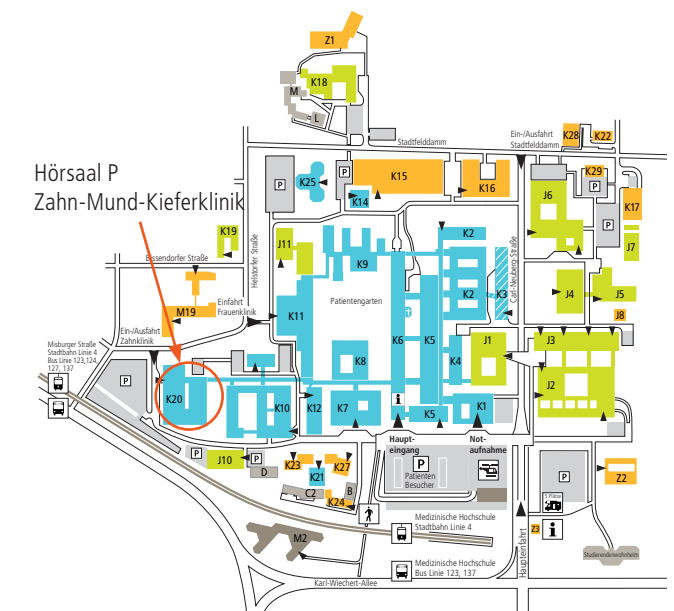 Z1
K18
M
L
Stadtfelddamm
Ein-/Ausfahrt
Stadtfelddamm
K28
K22
Hörsaal P
Zahn-Mund-Kieferklinik
P
K25
P
K14
K15
K16
K29
P
J6
K17
K19
Bissendorfer Straße
Helstorfer Straße
J11
K9
K2
K2
K3
Carl-Neuberg-Straße
P
J7
M19
Einfahrt
Frauenklinik
K11
Patientengarten
K6
K5
J4
J5
J8
Ein-/Ausfahrt
Zahnklinik
Misburger Straße
Stadtbahn Linie 4
Bus Linie 123,124,
127, 137
K8
K4
J1
J3
J2
P
K20
K10
K12
K7
i
K5
K1
Haupt-
eingang
Not-
aufnahme
P
Patienten
Besucher
P
J10
D
K23
K27
K21
C2
B
K24
P
5 Plätze
Z2
Z3
i
M2
Medizinische Hochschule
Stadtbahn Linie 4
Medizinische Hochschule
Bus Linie 123, 137
Haupteinfahrt
Studierendenwohnheim
Karl-Wiechert-Allee